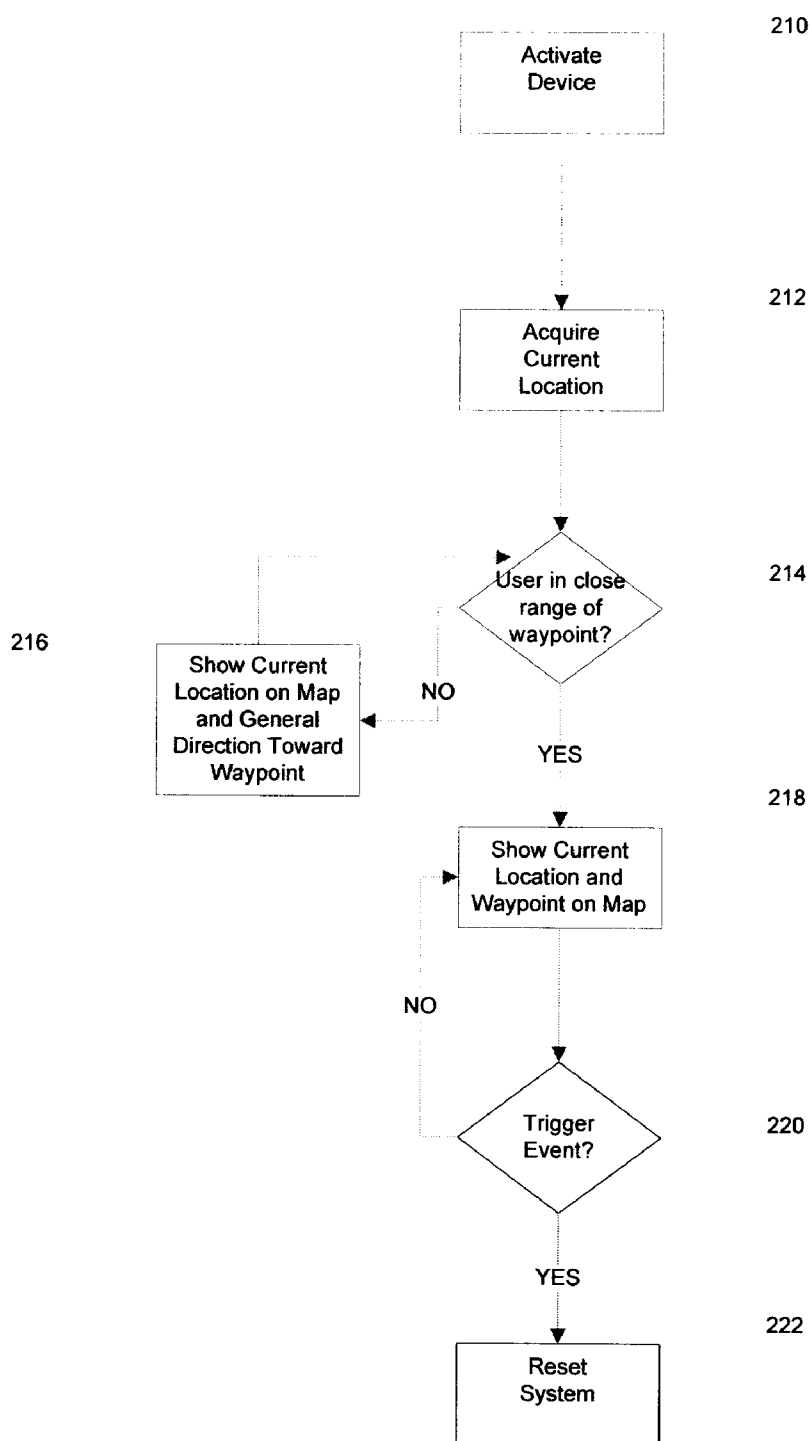 210
Activate
Device
212
Acquire
Current
Location
214
User in close
range of
waypoint?
216
Show Current
Location on Map
and General
Direction Toward
Waypoint
NO
YES
218
Show Current
Location and
Waypoint on Map
NO
220
Trigger
Event?
YES
222
Reset
System